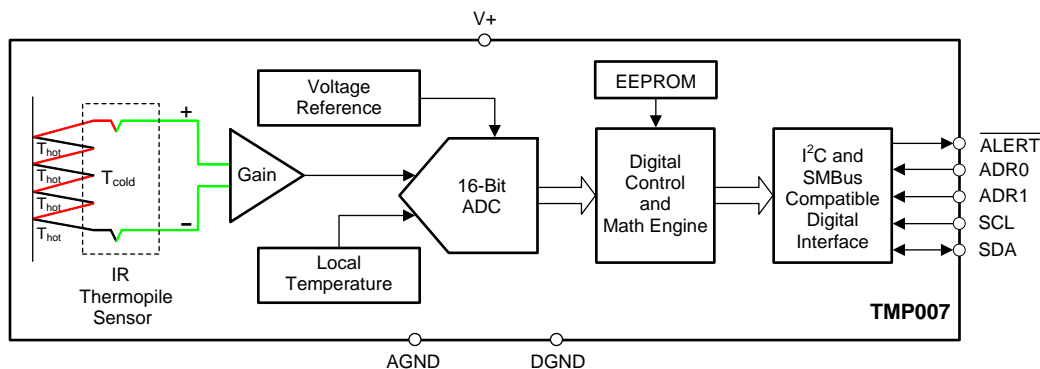 V+
Voltage
Reference
EEPROM
+
Thot
Thot
Thot
Thot
Tcold
−
Gain
16-Bit
ADC
Digital
Control
and
Math Engine
I²C and
SMBus
Compatible
Digital
Interface
ALERT
ADR0
ADR1
SCL
SDA
Local
Temperature
IR
Thermopile
Sensor
TMP007
AGND
DGND